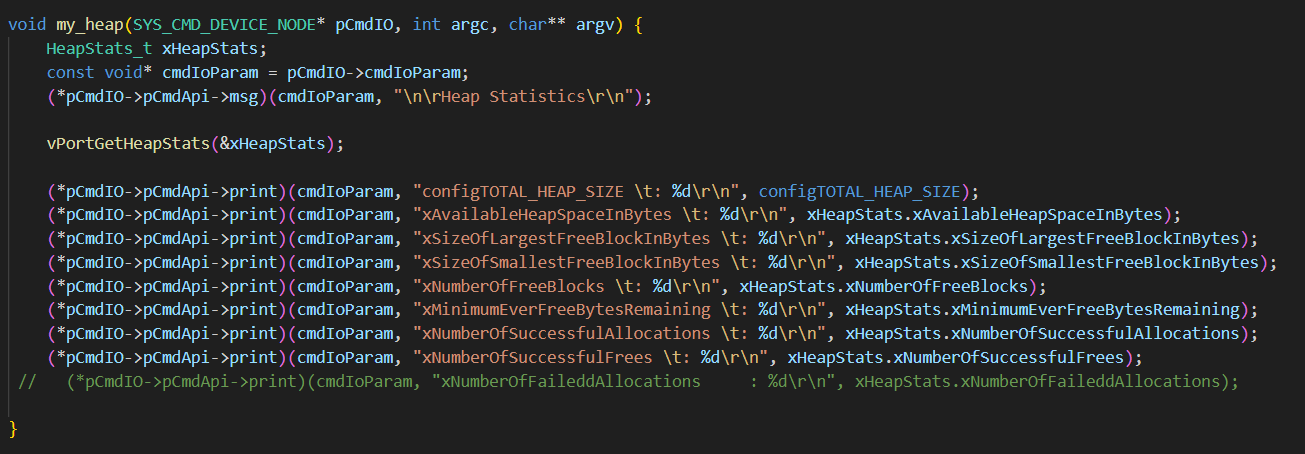 void my_heap(SYS_CMD_DEVICE_NODE* pCmdIO, int argc, char** argv) {
    HeapStats_t xHeapStats;
    const void* cmdIoParam = pCmdIO->cmdIoParam;
    (*pCmdIO->pCmdApi->msg)(cmdIoParam, "\n\rHeap Statistics\r\n");

    vPortGetHeapStats(&xHeapStats);

    (*pCmdIO->pCmdApi->print)(cmdIoParam, "configTOTAL_HEAP_SIZE \t: %d\r\n", configTOTAL_HEAP_SIZE);
    (*pCmdIO->pCmdApi->print)(cmdIoParam, "xAvailableHeapSpaceInBytes \t: %d\r\n", xHeapStats.xAvailableHeapSpaceInBytes);
    (*pCmdIO->pCmdApi->print)(cmdIoParam, "xSizeOfLargestFreeBlockInBytes \t: %d\r\n", xHeapStats.xSizeOfLargestFreeBlockInBytes);
    (*pCmdIO->pCmdApi->print)(cmdIoParam, "xSizeOfSmallestFreeBlockInBytes \t: %d\r\n", xHeapStats.xSizeOfSmallestFreeBlockInBytes);
    (*pCmdIO->pCmdApi->print)(cmdIoParam, "xNumberOfFreeBlocks \t: %d\r\n", xHeapStats.xNumberOfFreeBlocks);
    (*pCmdIO->pCmdApi->print)(cmdIoParam, "xMinimumEverFreeBytesRemaining \t: %d\r\n", xHeapStats.xMinimumEverFreeBytesRemaining);
    (*pCmdIO->pCmdApi->print)(cmdIoParam, "xNumberOfSuccessfulAllocations \t: %d\r\n", xHeapStats.xNumberOfSuccessfulAllocations);
    (*pCmdIO->pCmdApi->print)(cmdIoParam, "xNumberOfSuccessfulFrees \t: %d\r\n", xHeapStats.xNumberOfSuccessfulFrees);
 //   (*pCmdIO->pCmdApi->print)(cmdIoParam, "xNumberOfFaileddAllocations     : %d\r\n", xHeapStats.xNumberOfFaileddAllocations);

}